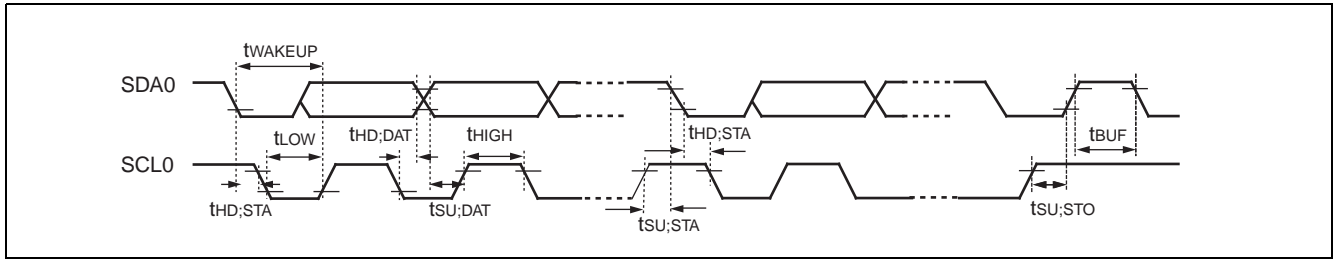 tWAKEUP
SDA0
tHD;DAT
tHD;STA
tLOW
tHIGH
tBUF
SCL0
tHD;STA
tSU;DAT
tSU;STA
tSU;STO